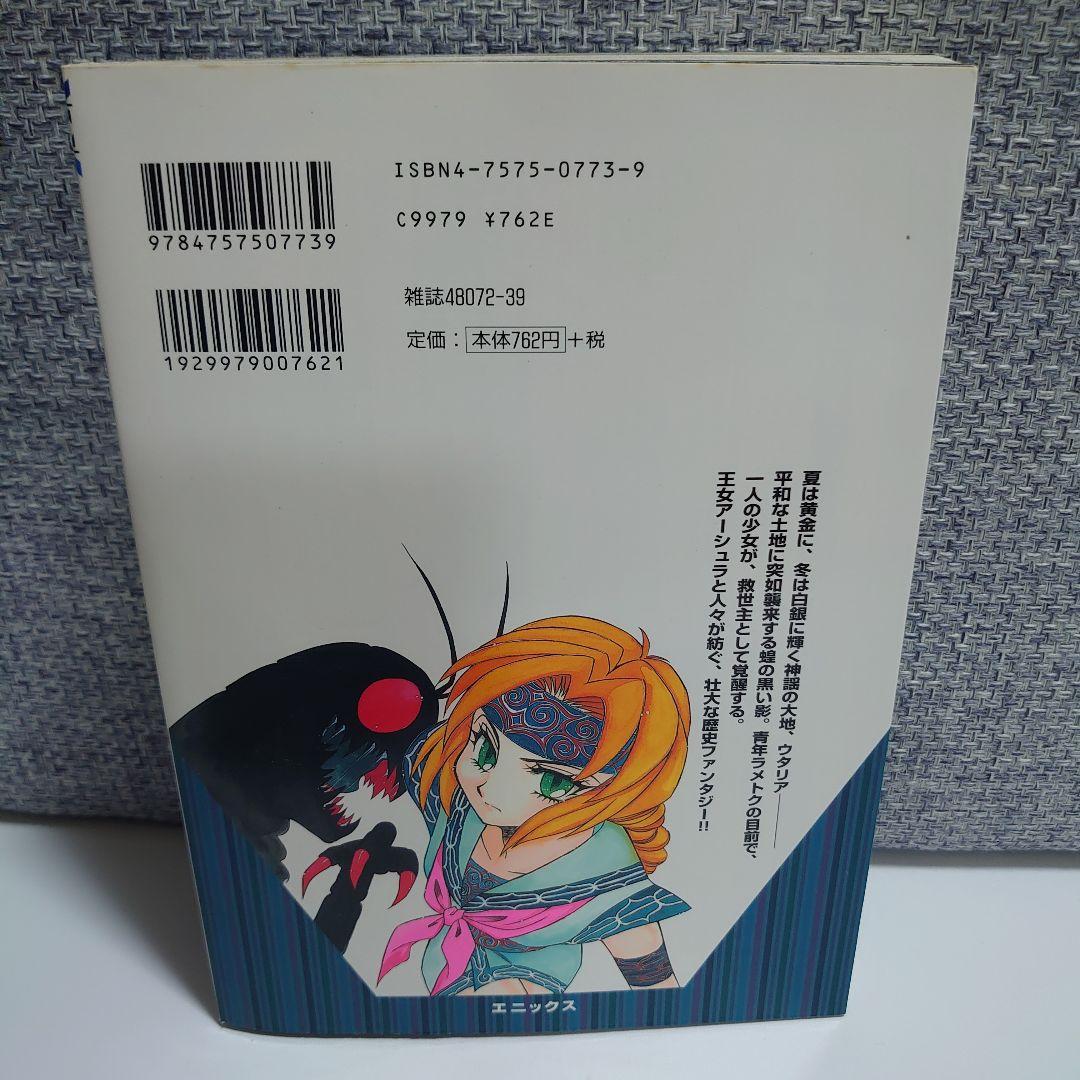 ISBN4-7575-0773-9
C9979 ¥762E
9784757507739
1929979007621
雑誌48072-39
定価：本体762円+税
夏は黄金に、冬は白銀に輝く神謡の大地、ウタリア――
平和な土地に突如襲来する蝗の黒い影。青年ラメトクの目前で、
一人の少女が、救世主として覚醒する。
王女アーシュラと人々が紡ぐ、壮大な歴史ファンタジー!!
エニックス